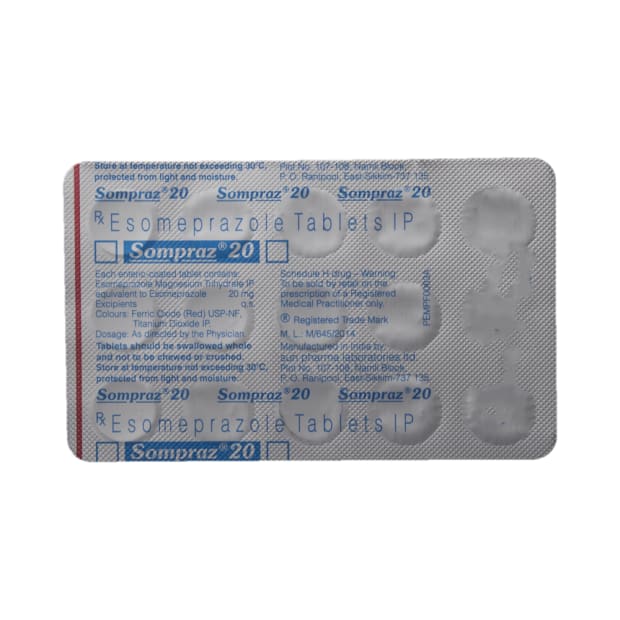 Store at temperature not exceeding 30°C,
protected from light and moisture.
Plot No. 107-108, Namli Block
P. O. Ranipool, East-Sikkim-737 135
Sompraz®20 Sompraz®20 Sompraz®20
Rx Esomeprazole Tablets IP
Sompraz®20
Each enteric-coated tablet contains:
Esomeprazole Magnesium Trihydrate IP
equivalent to Esomeprazole 20 mg
Excipients q.s.
Colours: Ferric Oxide (Red) USP-NF,
Titanium Dioxide IP.
Dosage: As directed by the Physician
Tablets should be swallowed whole
and not to be chewed or crushed.
Store at temperature not exceeding 30°C,
protected from light and moisture.
Schedule H drug – Warning:
To be sold by retail on the
prescription of a Registered
Medical Practitioner only.
® Registered Trade Mark
M. L.: M/645/2014
Manufactured in India by:
sun pharma laboratories ltd.
Plot No. 107-108, Namli Block,
P. O. Ranipool, East-Sikkim-737 135
Sompraz®20 Sompraz®20 Sompraz®20
Rx Esomeprazole Tablets IP
Sompraz®20